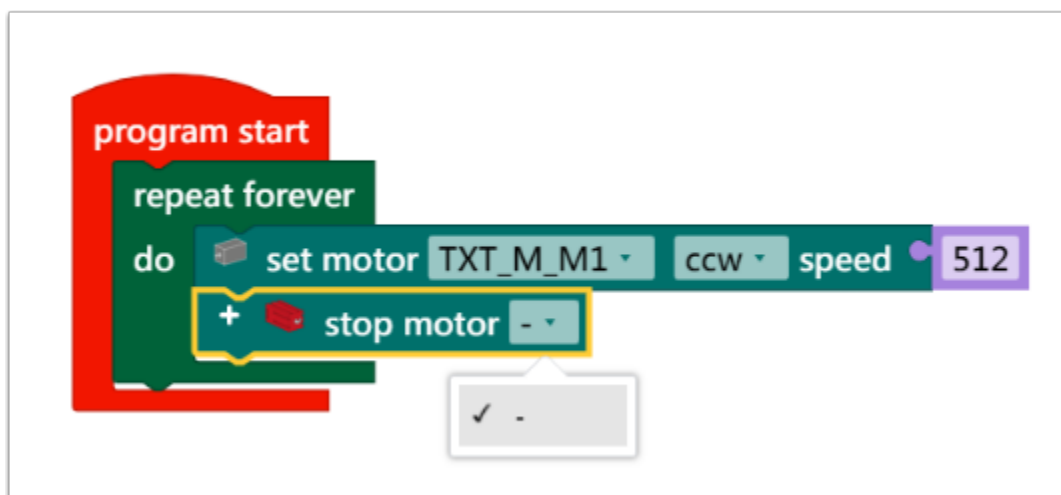 program start
repeat forever
do set motor TXT_M_M1 ccw speed 512
+ stop motor -
✓ -